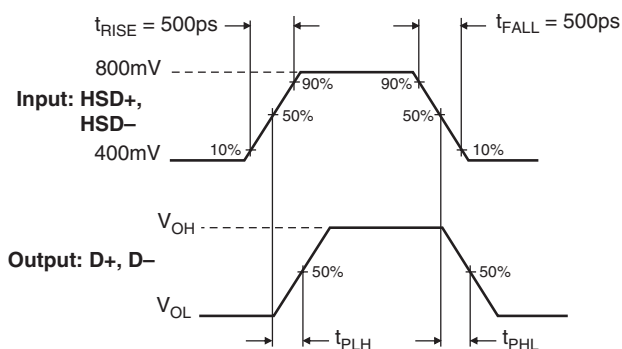 tRISE = 500ps
tFALL = 500ps
800mV
90%
90%
Input: HSD+,
HSD–
50%
50%
400mV
10%
10%
VOH
Output: D+, D–
50%
50%
VOL
tPLH
tPHL